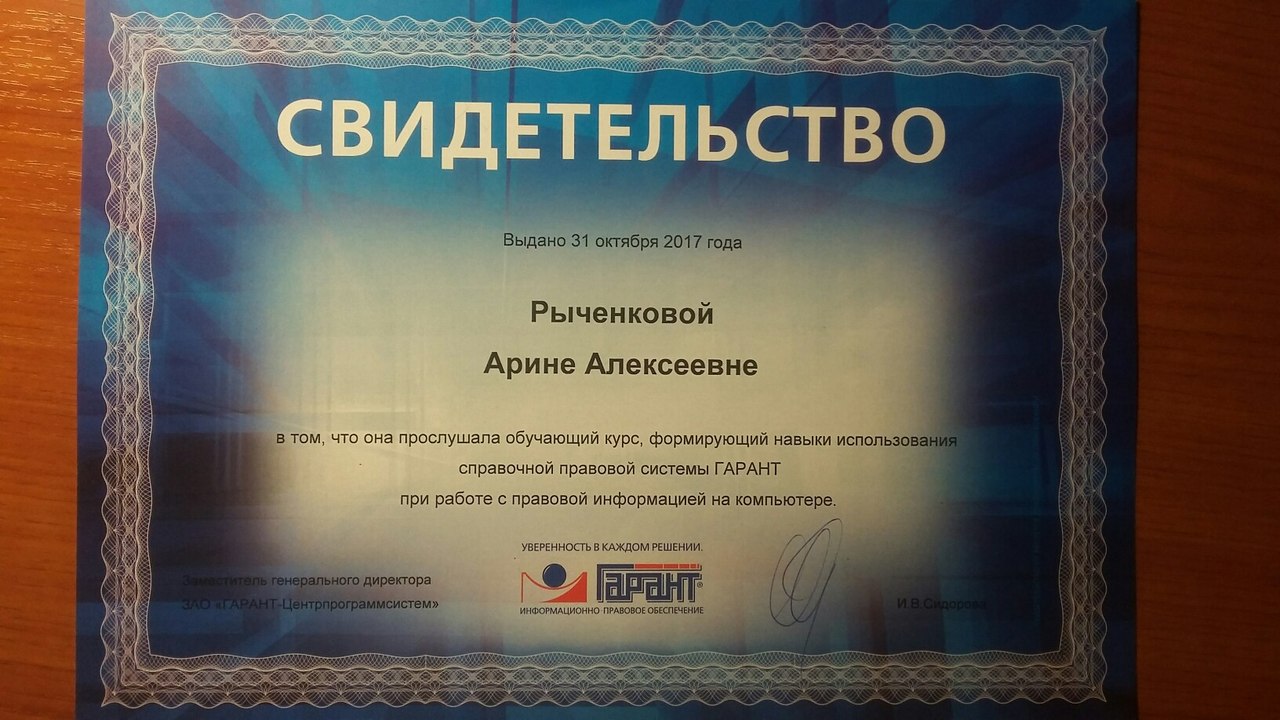 СВИДЕТЕЛЬСТВО
Выдано 31 октября 2017 года
Рыченковой
Арине Алексеевне
в том, что она прослушала обучающий курс, формирующий навыки использования
справочной правовой системы ГАРАНТ
при работе с правовой информацией на компьютере.
УВЕРЕННОСТЬ В КАЖДОМ РЕШЕНИИ.
ГАРАНТ®
ИНФОРМАЦИОННО ПРАВОВОЕ ОБЕСПЕЧЕНИЕ
Заместитель генерального директора
ЗАО «ГАРАНТ-Центрпрограммсистем»
И.В.Сидорова